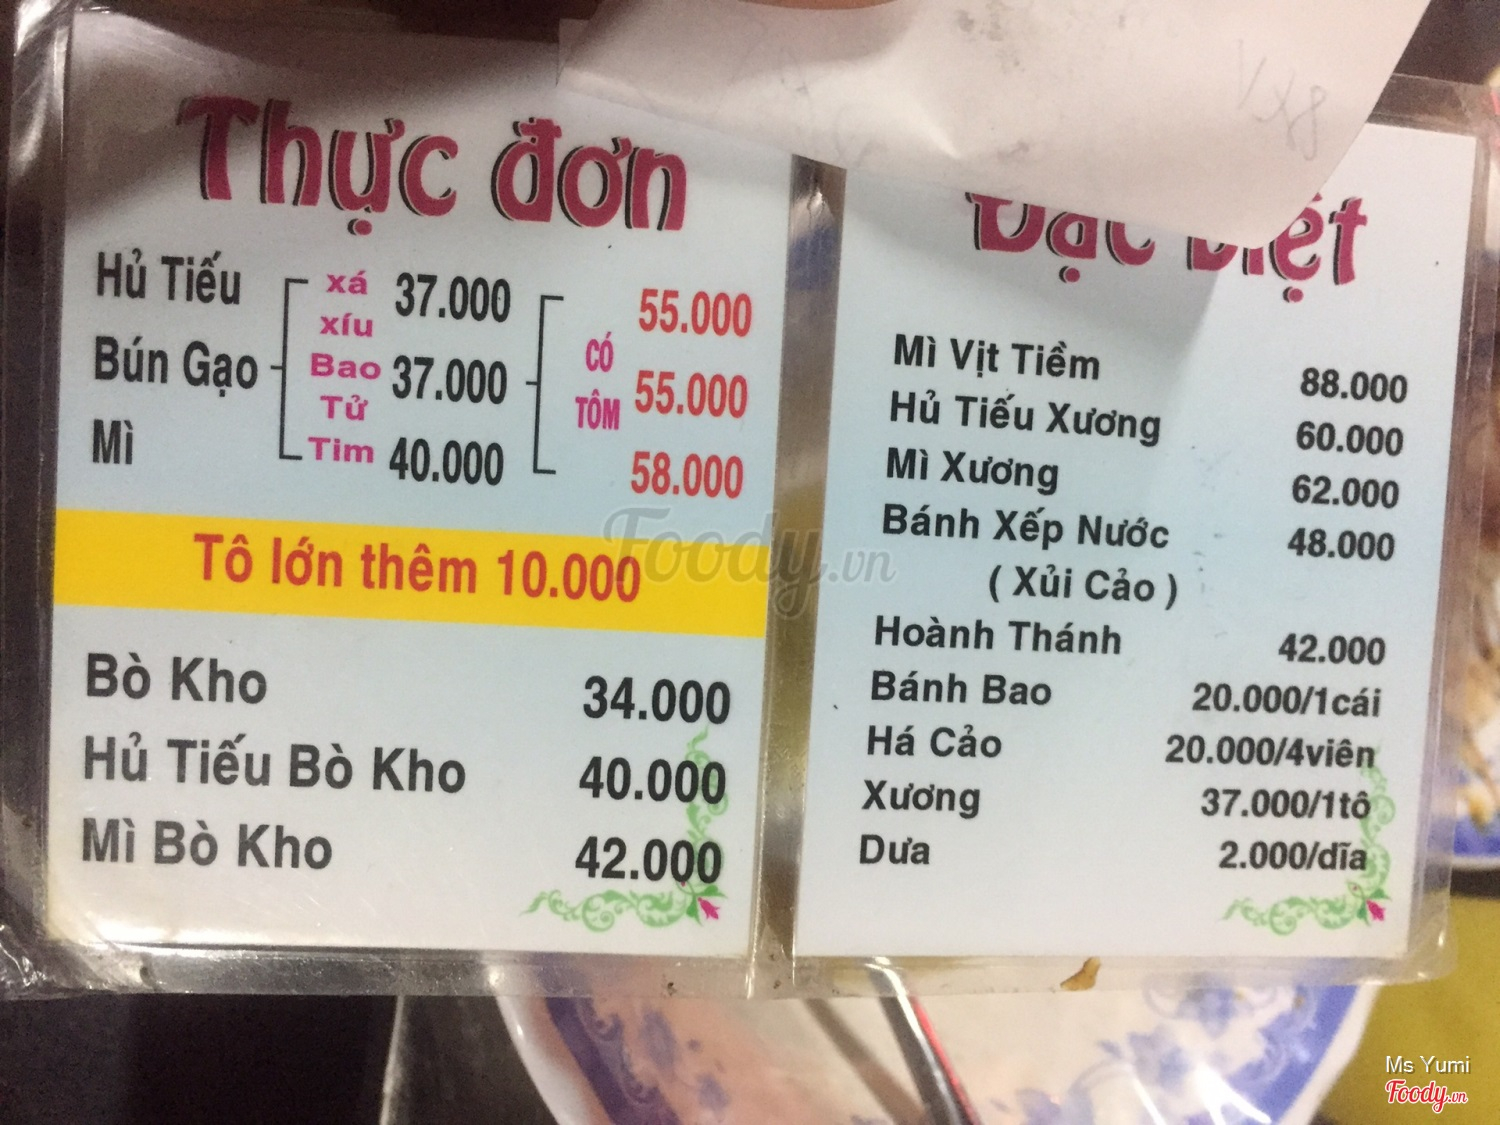 Thực đơn
Hủ Tiếu xá 37.000 55.000
xíu
Bún Gạo Bao 37.000 CÓ 55.000
Tử TÔM
Mì Tim 40.000 58.000
Tô lớn thêm 10.000
Bò Kho 34.000
Hủ Tiếu Bò Kho 40.000
Mì Bò Kho 42.000
Đặc biệt
Mì Vịt Tiềm 88.000
Hủ Tiếu Xương 60.000
Mì Xương 62.000
Bánh Xếp Nước 48.000
( Xủi Cảo )
Hoành Thánh 42.000
Bánh Bao 20.000/1cái
Há Cảo 20.000/4viên
Xương 37.000/1tô
Dưa 2.000/dĩa
Foody.vn
Ms Yumi
Foody.vn